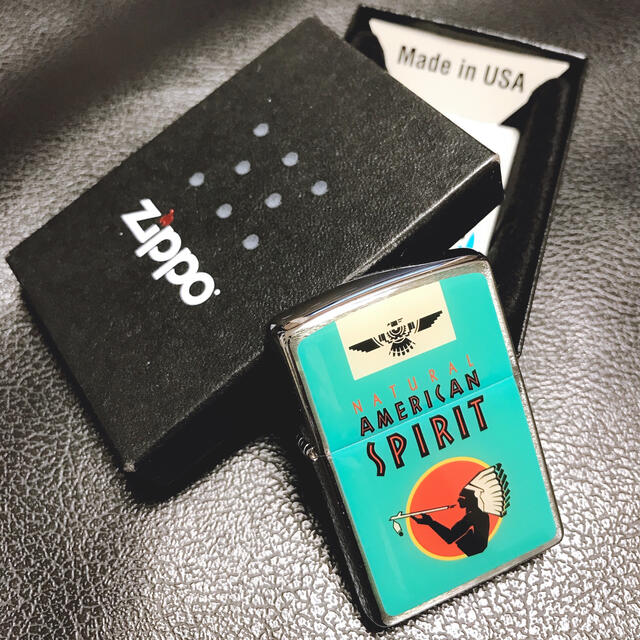 Made in USA
zippo
NATURAL
AMERICAN
SPIRIT